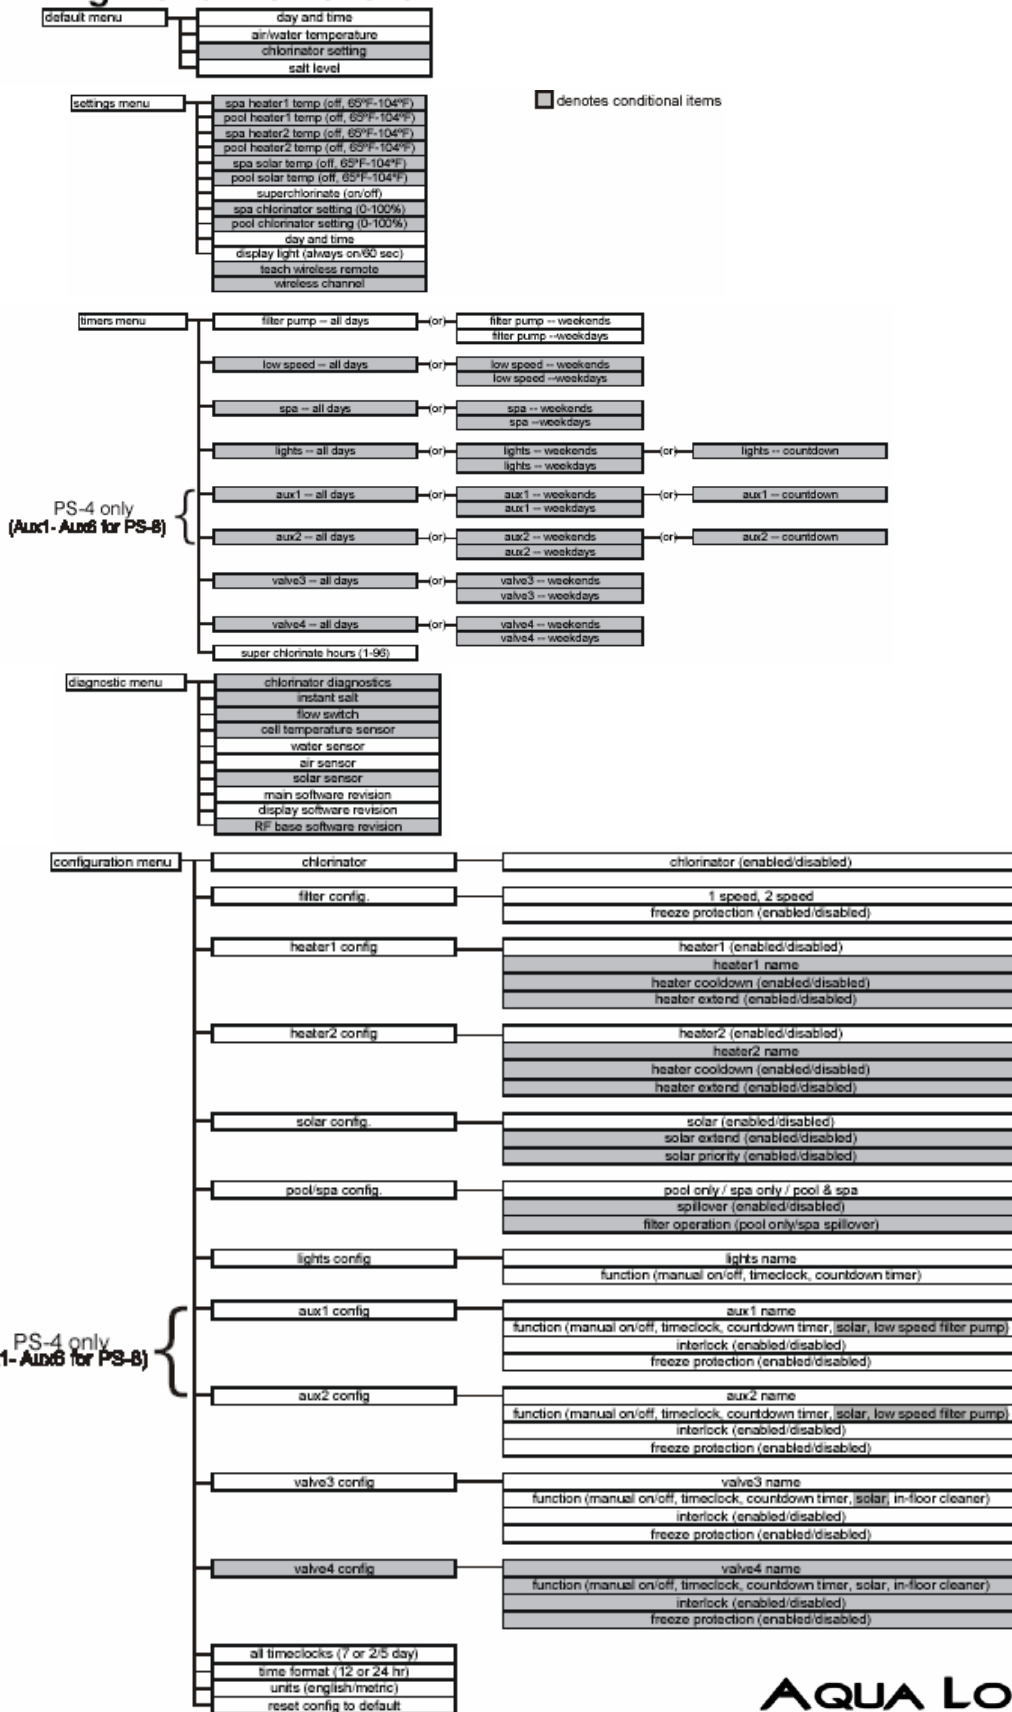 default menu
day and time
air/water temperature
chlorinator setting
salt level
denotes conditional items
settings menu
spa heater1 temp (off, 65ºF-104ºF)
pool heater1 temp (off, 65ºF-104ºF)
spa heater2 temp (off, 65ºF-104ºF)
pool heater2 temp (off, 65ºF-104ºF)
spa solar temp (off, 65ºF-104ºF)
pool solar temp (off, 65ºF-104ºF)
superchlorinate (on/off)
spa chlorinator setting (0-100%)
pool chlorinator setting (0-100%)
day and time
display light (always on/60 sec)
teach wireless remote
wireless channel
timers menu
filter pump -- all days (or) filter pump -- weekends
filter pump --weekdays
low speed -- all days (or) low speed -- weekends
low speed --weekdays
spa -- all days (or) spa -- weekends
spa --weekdays
lights -- all days (or) lights -- weekends (or) lights -- countdown
lights -- weekdays
PS-4 only
(Aux1- Aux6 for PS-8)
aux1 -- all days (or) aux1 -- weekends (or) aux1 -- countdown
aux1 -- weekdays
aux2 -- all days (or) aux2 -- weekends (or) aux2 -- countdown
aux2 -- weekdays
valve3 -- all days (or) valve3 -- weekends
valve3 -- weekdays
valve4 -- all days (or) valve4 -- weekends
valve4 -- weekdays
super chlorinate hours (1-96)
diagnostic menu
chlorinator diagnostics
instant salt
flow switch
cell temperature sensor
water sensor
air sensor
solar sensor
main software revision
display software revision
RF base software revision
configuration menu
chlorinator
chlorinator (enabled/disabled)
filter config.
1 speed, 2 speed
freeze protection (enabled/disabled)
heater1 config
heater1 (enabled/disabled)
heater1 name
heater cooldown (enabled/disabled)
heater extend (enabled/disabled)
heater2 config
heater2 (enabled/disabled)
heater2 name
heater cooldown (enabled/disabled)
heater extend (enabled/disabled)
solar config.
solar (enabled/disabled)
solar extend (enabled/disabled)
solar priority (enabled/disabled)
pool/spa config.
pool only / spa only / pool & spa
spillover (enabled/disabled)
filter operation (pool only/spa spillover)
lights config
lights name
function (manual on/off, timeclock, countdown timer)
PS-4 only
1- Aux6 for PS-8)
aux1 config
aux1 name
function (manual on/off, timeclock, countdown timer, solar, low speed filter pump)
interlock (enabled/disabled)
freeze protection (enabled/disabled)
aux2 config
aux2 name
function (manual on/off, timeclock, countdown timer, solar, low speed filter pump)
interlock (enabled/disabled)
freeze protection (enabled/disabled)
valve3 config
valve3 name
function (manual on/off, timeclock, countdown timer, solar, in-floor cleaner)
interlock (enabled/disabled)
freeze protection (enabled/disabled)
valve4 config
valve4 name
function (manual on/off, timeclock, countdown timer, solar, in-floor cleaner)
interlock (enabled/disabled)
freeze protection (enabled/disabled)
all timeclocks (7 or 2/5 day)
time format (12 or 24 hr)
units (english/metric)
reset config to default
AQUA LO